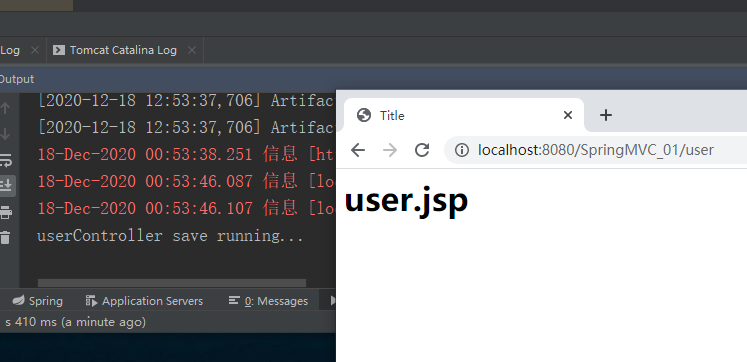 Log
Tomcat Catalina Log
Output
[2020-12-18 12:53:37,706] Artifac
[2020-12-18 12:53:37,706] Artifac
18-Dec-2020 00:53:38.251 信息 [ht
18-Dec-2020 00:53:46.087 信息 [lo
18-Dec-2020 00:53:46.107 信息 [lo
userController save running...
Spring
Application Servers
0: Messages
s 410 ms (a minute ago)
Title
localhost:8080/SpringMVC_01/user
user.jsp